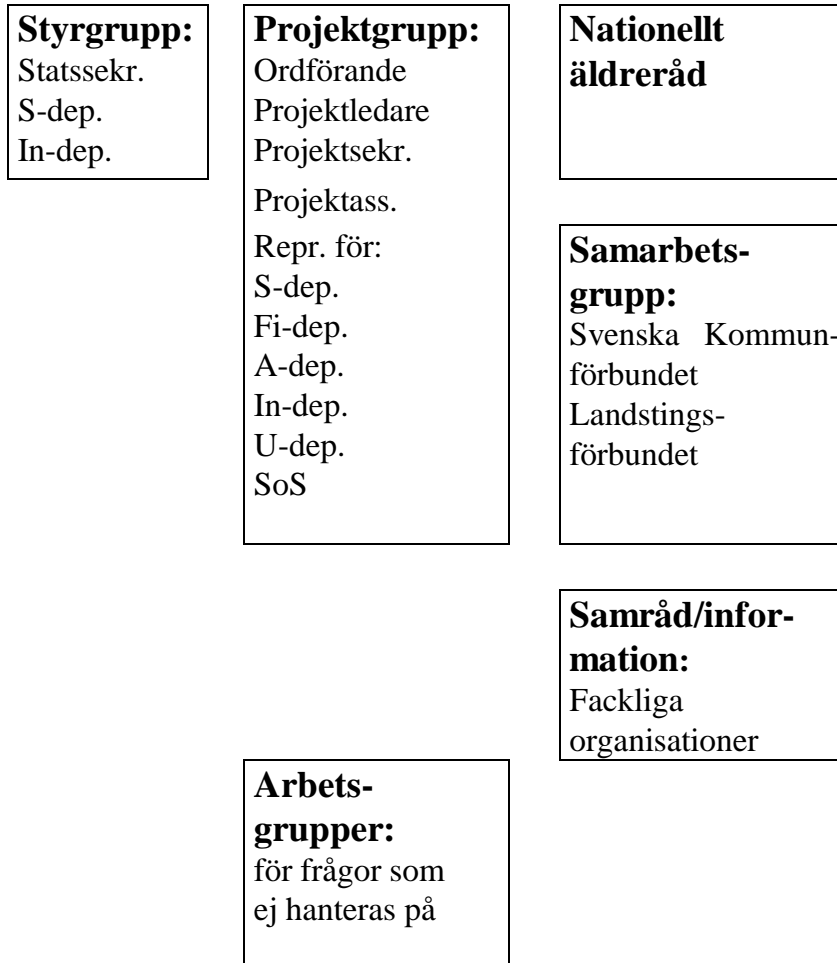 Styrgrupp:
Statssekr.
S-dep.
In-dep.
Projektgrupp:
Ordförande
Projektledare
Projektsekr.
Projektass.
Repr. för:
S-dep.
Fi-dep.
A-dep.
In-dep.
U-dep.
SoS
Nationellt
äldreråd
Samarbets-
grupp:
Svenska Kommun-
förbundet
Landstings-
förbundet
Samråd/infor-
mation:
Fackliga
organisationer
Arbets-
grupper:
för frågor som
ej hanteras på